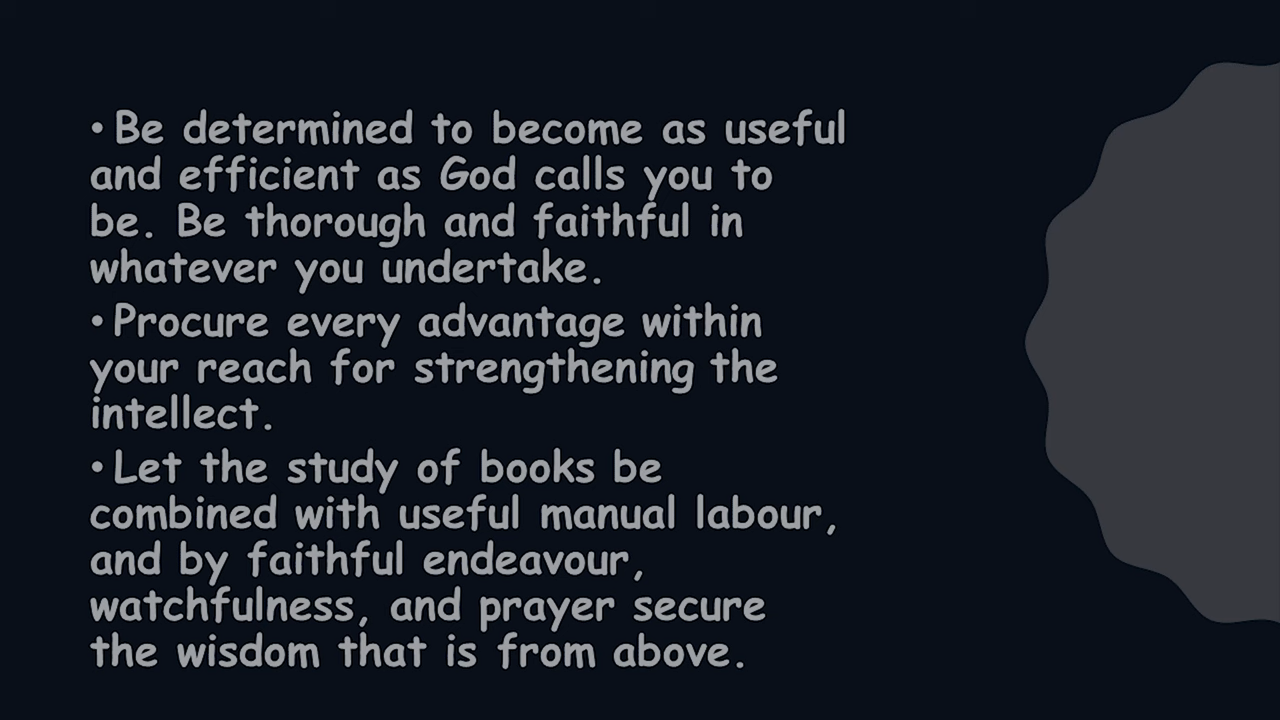 • Be determined to become as useful
and efficient as God calls you to
be. Be thorough and faithful in
whatever you undertake.
• Procure every advantage within
your reach for strengthening the
intellect.
• Let the study of books be
combined with useful manual labour,
and by faithful endeavour,
watchfulness, and prayer secure
the wisdom that is from above.